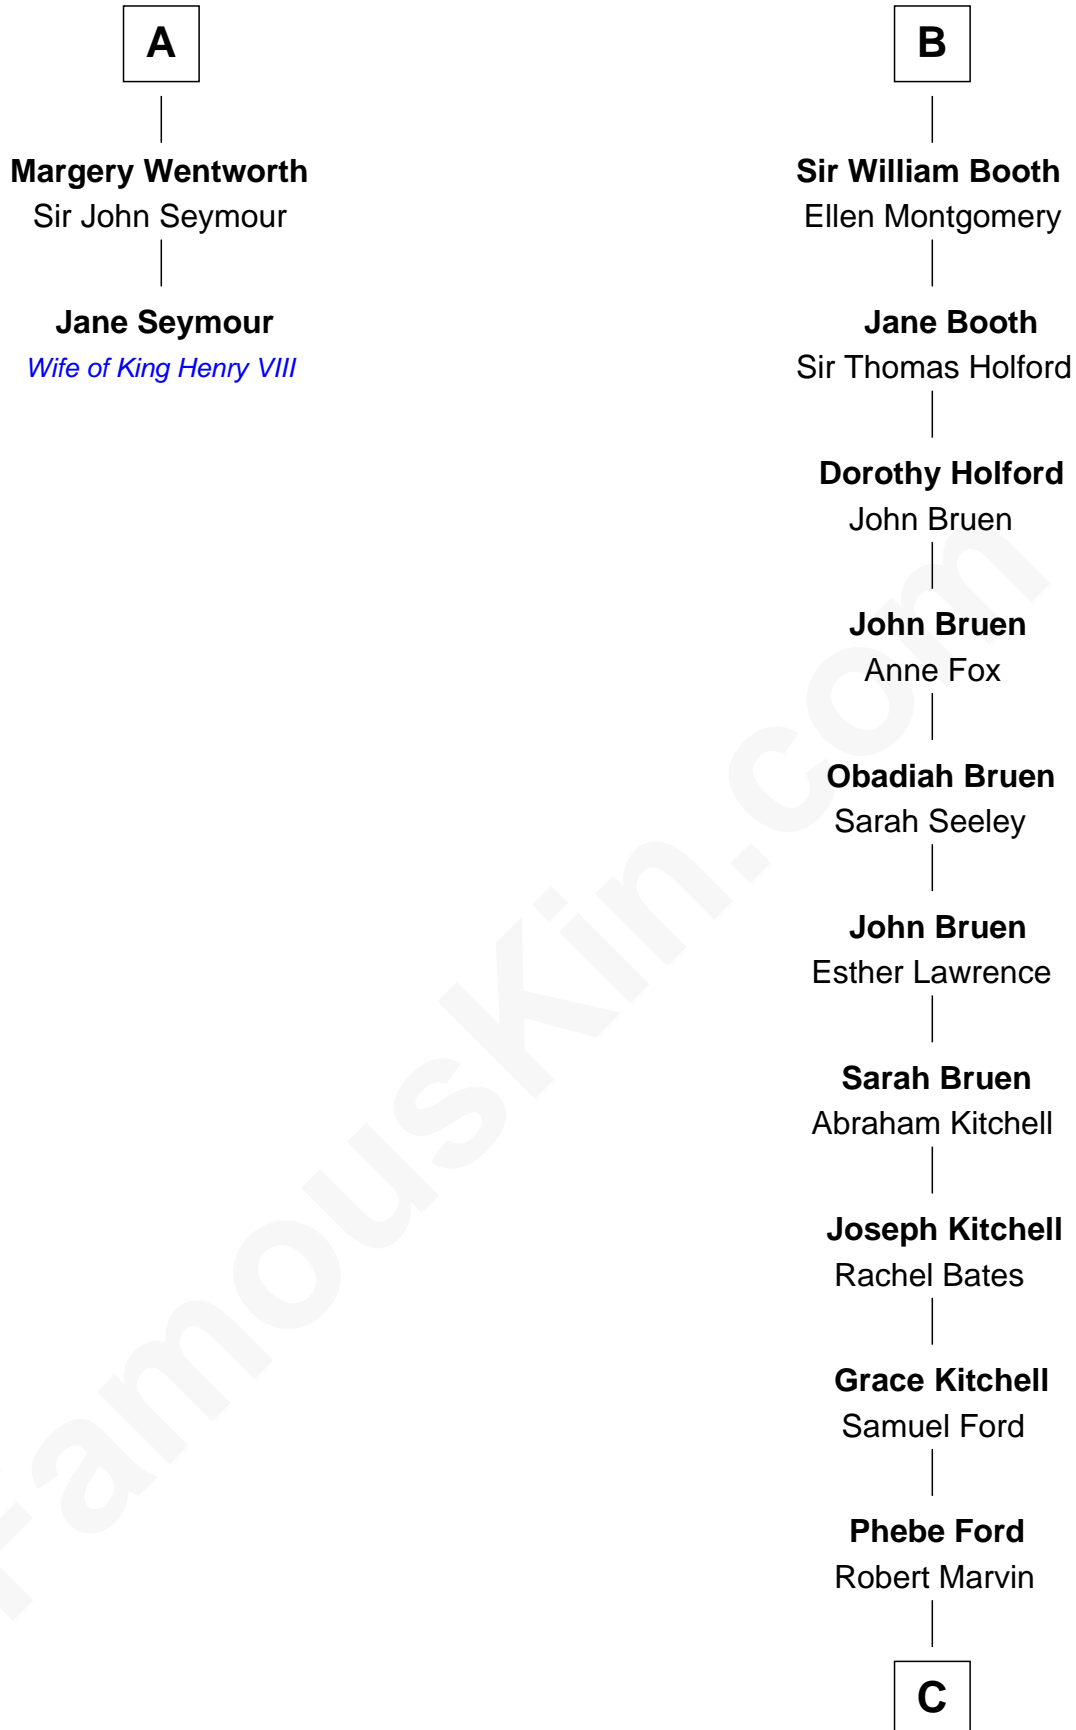 A
Margery Wentworth
Sir John Seymour
Jane Seymour
Wife of King Henry VIII
B
Sir William Booth
Ellen Montgomery
Jane Booth
Sir Thomas Holford
Dorothy Holford
John Bruen
John Bruen
Anne Fox
Obadiah Bruen
Sarah Seeley
John Bruen
Esther Lawrence
Sarah Bruen
Abraham Kitchell
Joseph Kitchell
Rachel Bates
Grace Kitchell
Samuel Ford
Phebe Ford
Robert Marvin
C
FamousKin.com